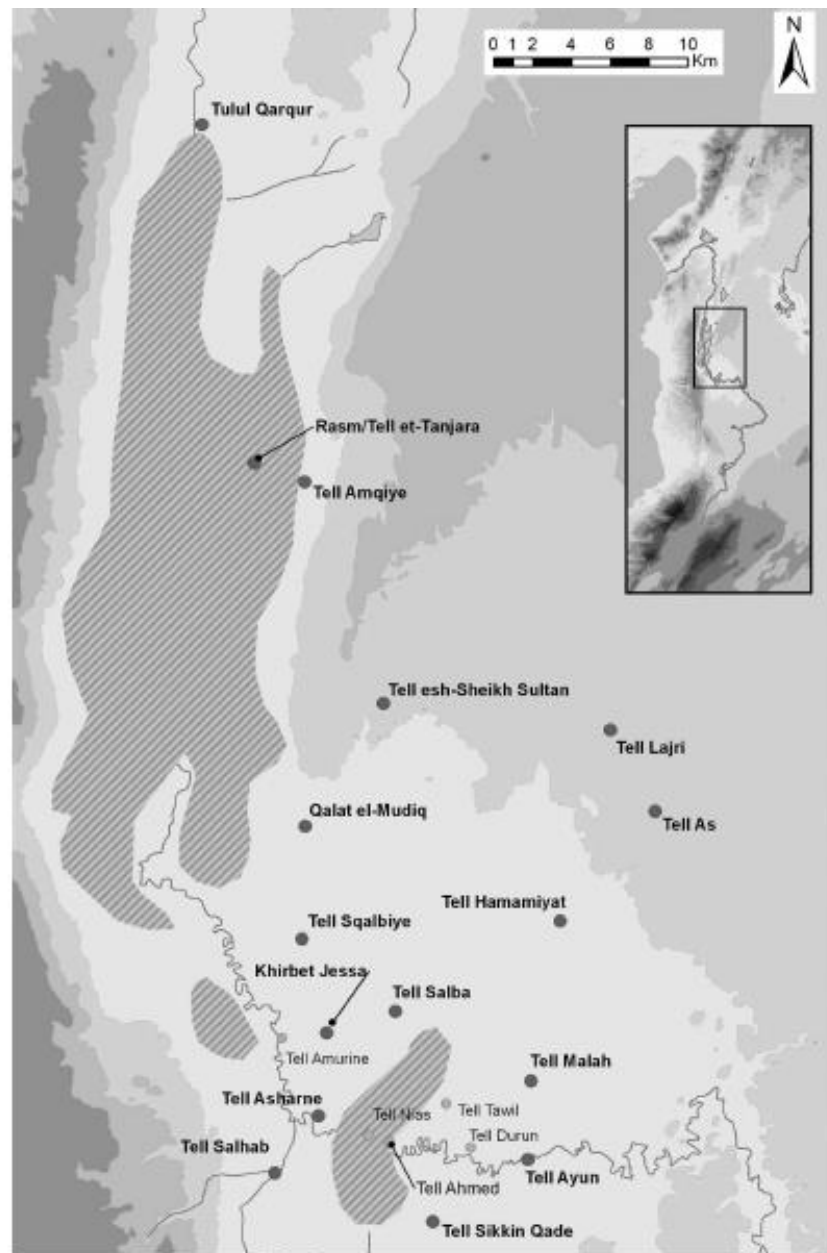 N
0 1 2 4 6 8 10
Km
Tulul Qarqur
Rasm/Tell et-Tanjara
Tell Amqiye
Tell esh-Sheikh Sultan
Tell Lajri
Qalat el-Mudiq
Tell As
Tell Hamamiyat
Tell Sqalbiye
Khirbet Jessa
Tell Salba
Tell Amurine
Tell Malah
Tell Asharne
Tell Nias
Tell Tawil
Tell Durun
Tell Salhab
Tell Ahmed
Tell Ayun
Tell Sikkin Qade